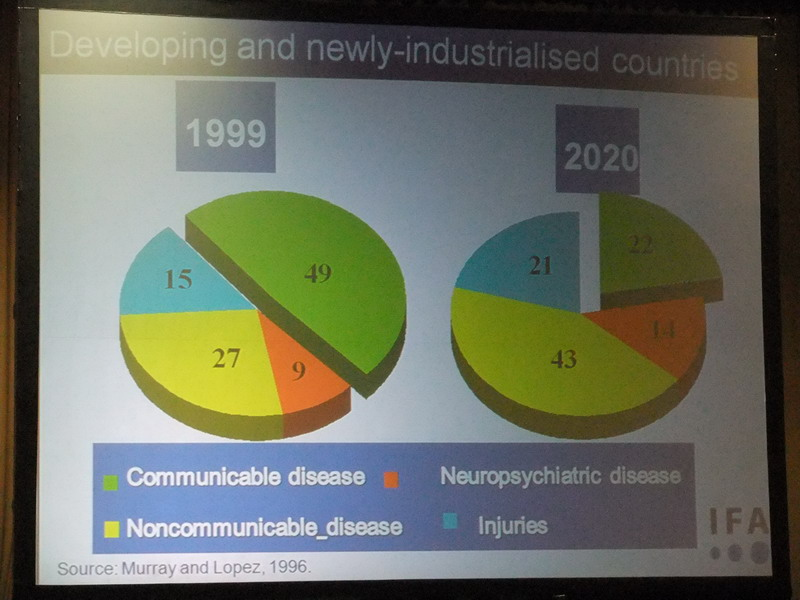 Developing and newly-industrialised countries
1999
2020
49
15
27
9
22
21
14
43
Communicable disease
Neuropsychiatric disease
Noncommunicable_disease
Injuries
IFA
Source: Murray and Lopez, 1996.